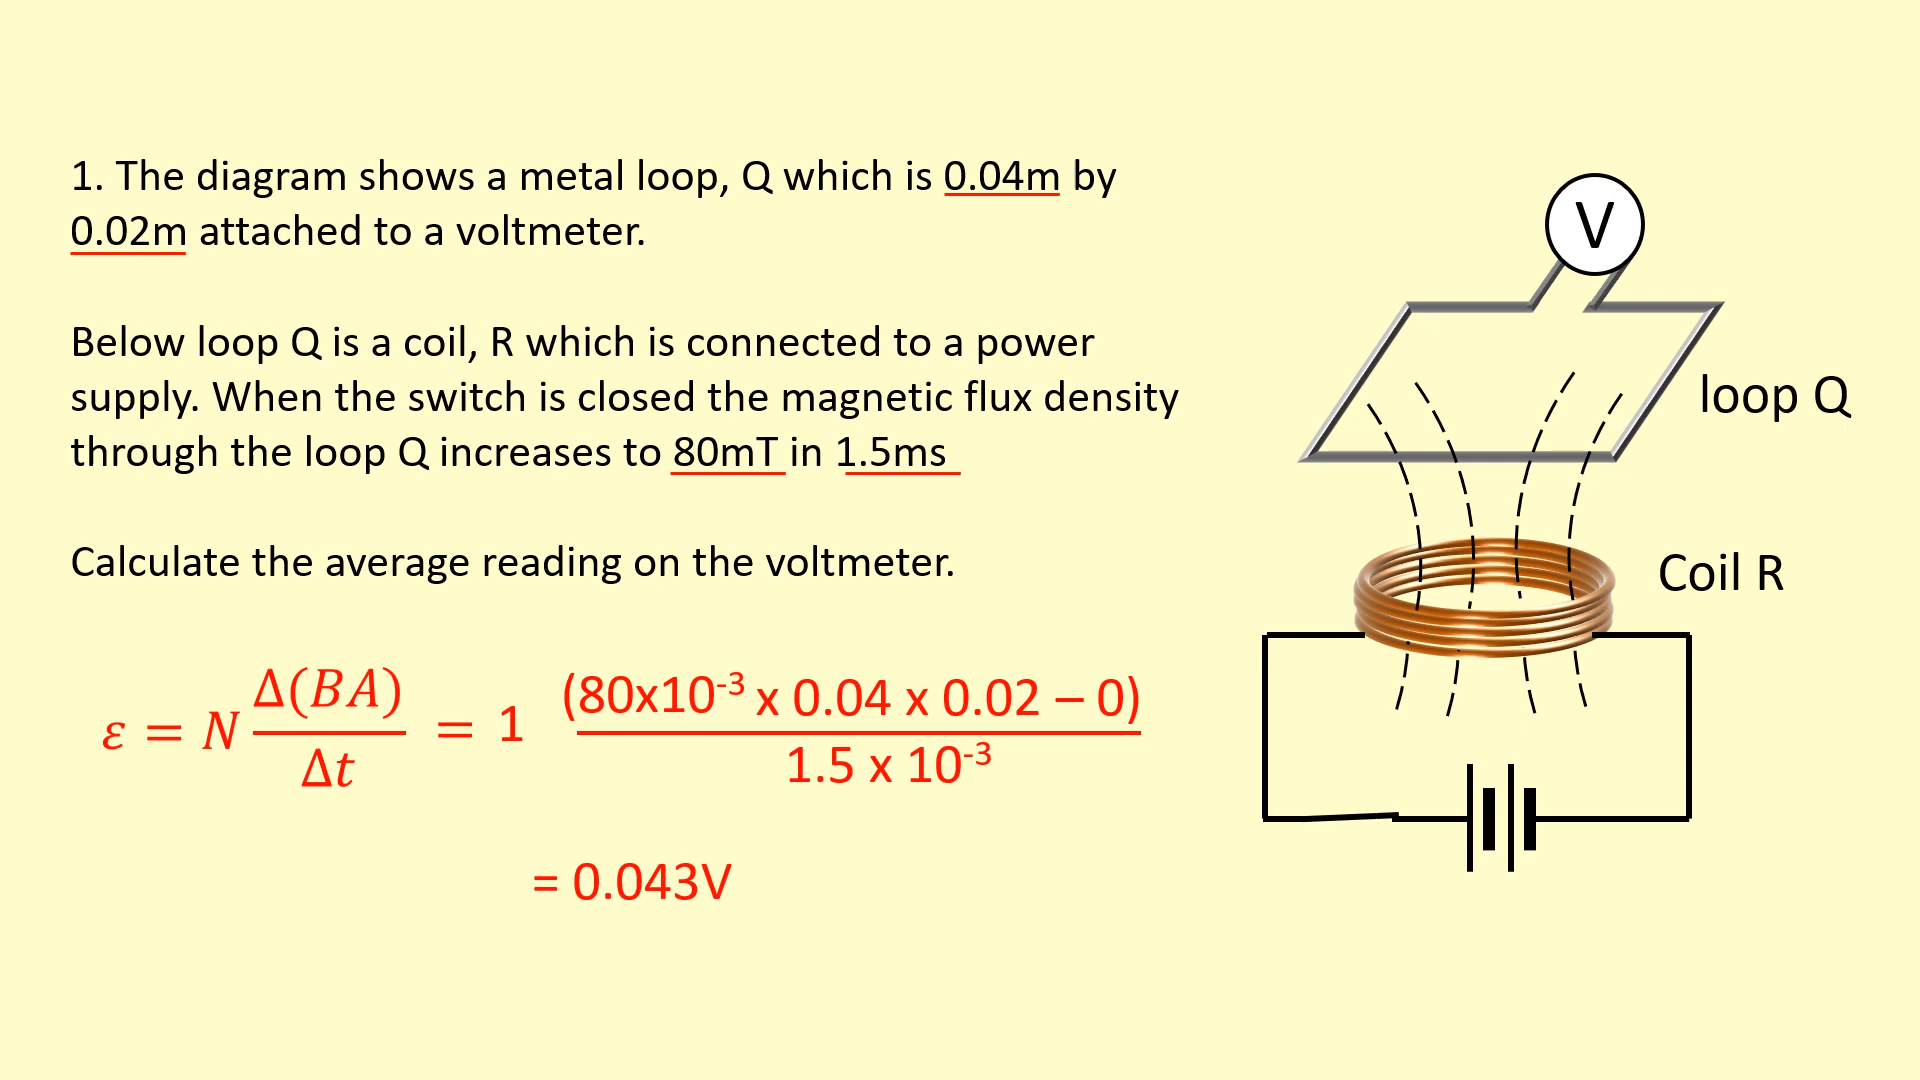 1. The diagram shows a metal loop, Q which is 0.04m by
0.02m attached to a voltmeter.
Below loop Q is a coil, R which is connected to a power
supply. When the switch is closed the magnetic flux density
through the loop Q increases to 80mT in 1.5ms
Calculate the average reading on the voltmeter.
ε = N Δ(BA)/Δt = 1 (80x10⁻³ x 0.04 x 0.02 – 0)/1.5 x 10⁻³
= 0.043V
V
loop Q
Coil R